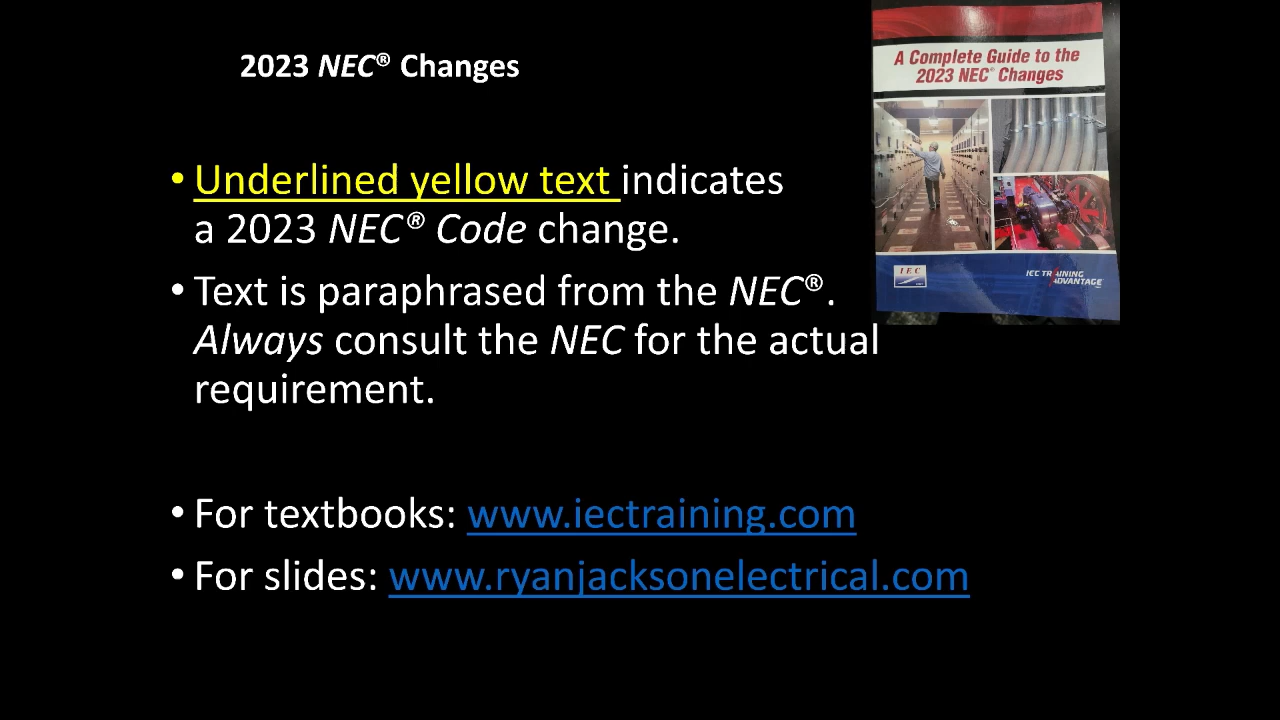 2023 NEC® Changes
A Complete Guide to the
2023 NEC® Changes
• Underlined yellow text indicates
a 2023 NEC® Code change.
• Text is paraphrased from the NEC®.
Always consult the NEC for the actual
requirement.
IEC
IEC TRAINING
ADVANTAGE
• For textbooks: www.iectraining.com
• For slides: www.ryanjacksonelectrical.com